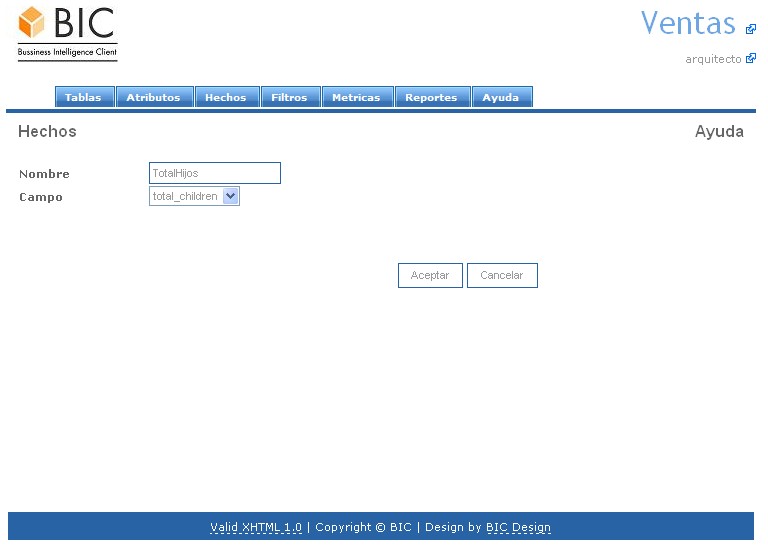 BIC
Bussiness Intelligence Client
Ventas
arquitecto
Tablas Atributos Hechos Filtros Metricas Reportes Ayuda
Hechos Ayuda
Nombre TotalHijos
Campo total_children
Aceptar Cancelar
Valid XHTML 1.0 | Copyright © BIC | Design by BIC Design